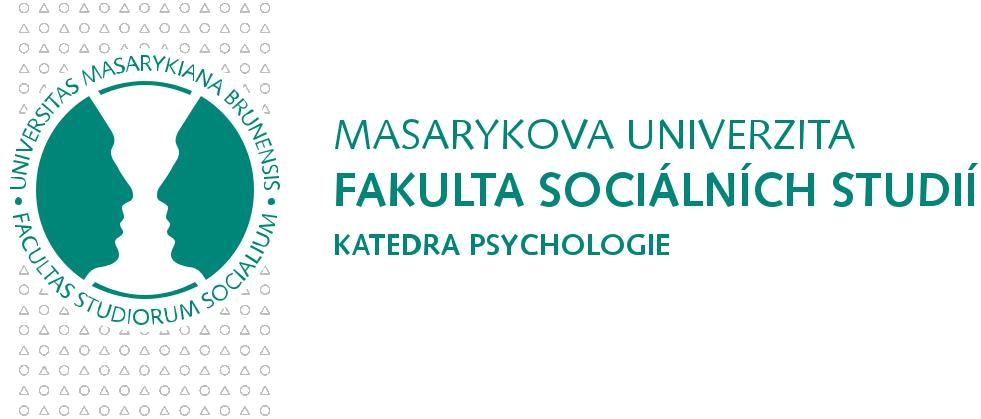 UNIVERSITAS MASARYKIANA BRUNENSIS
• FACULTAS STUDIORUM SOCIALIUM •
MASARYKOVA UNIVERZITA
FAKULTA SOCIÁLNÍCH STUDIÍ
KATEDRA PSYCHOLOGIE